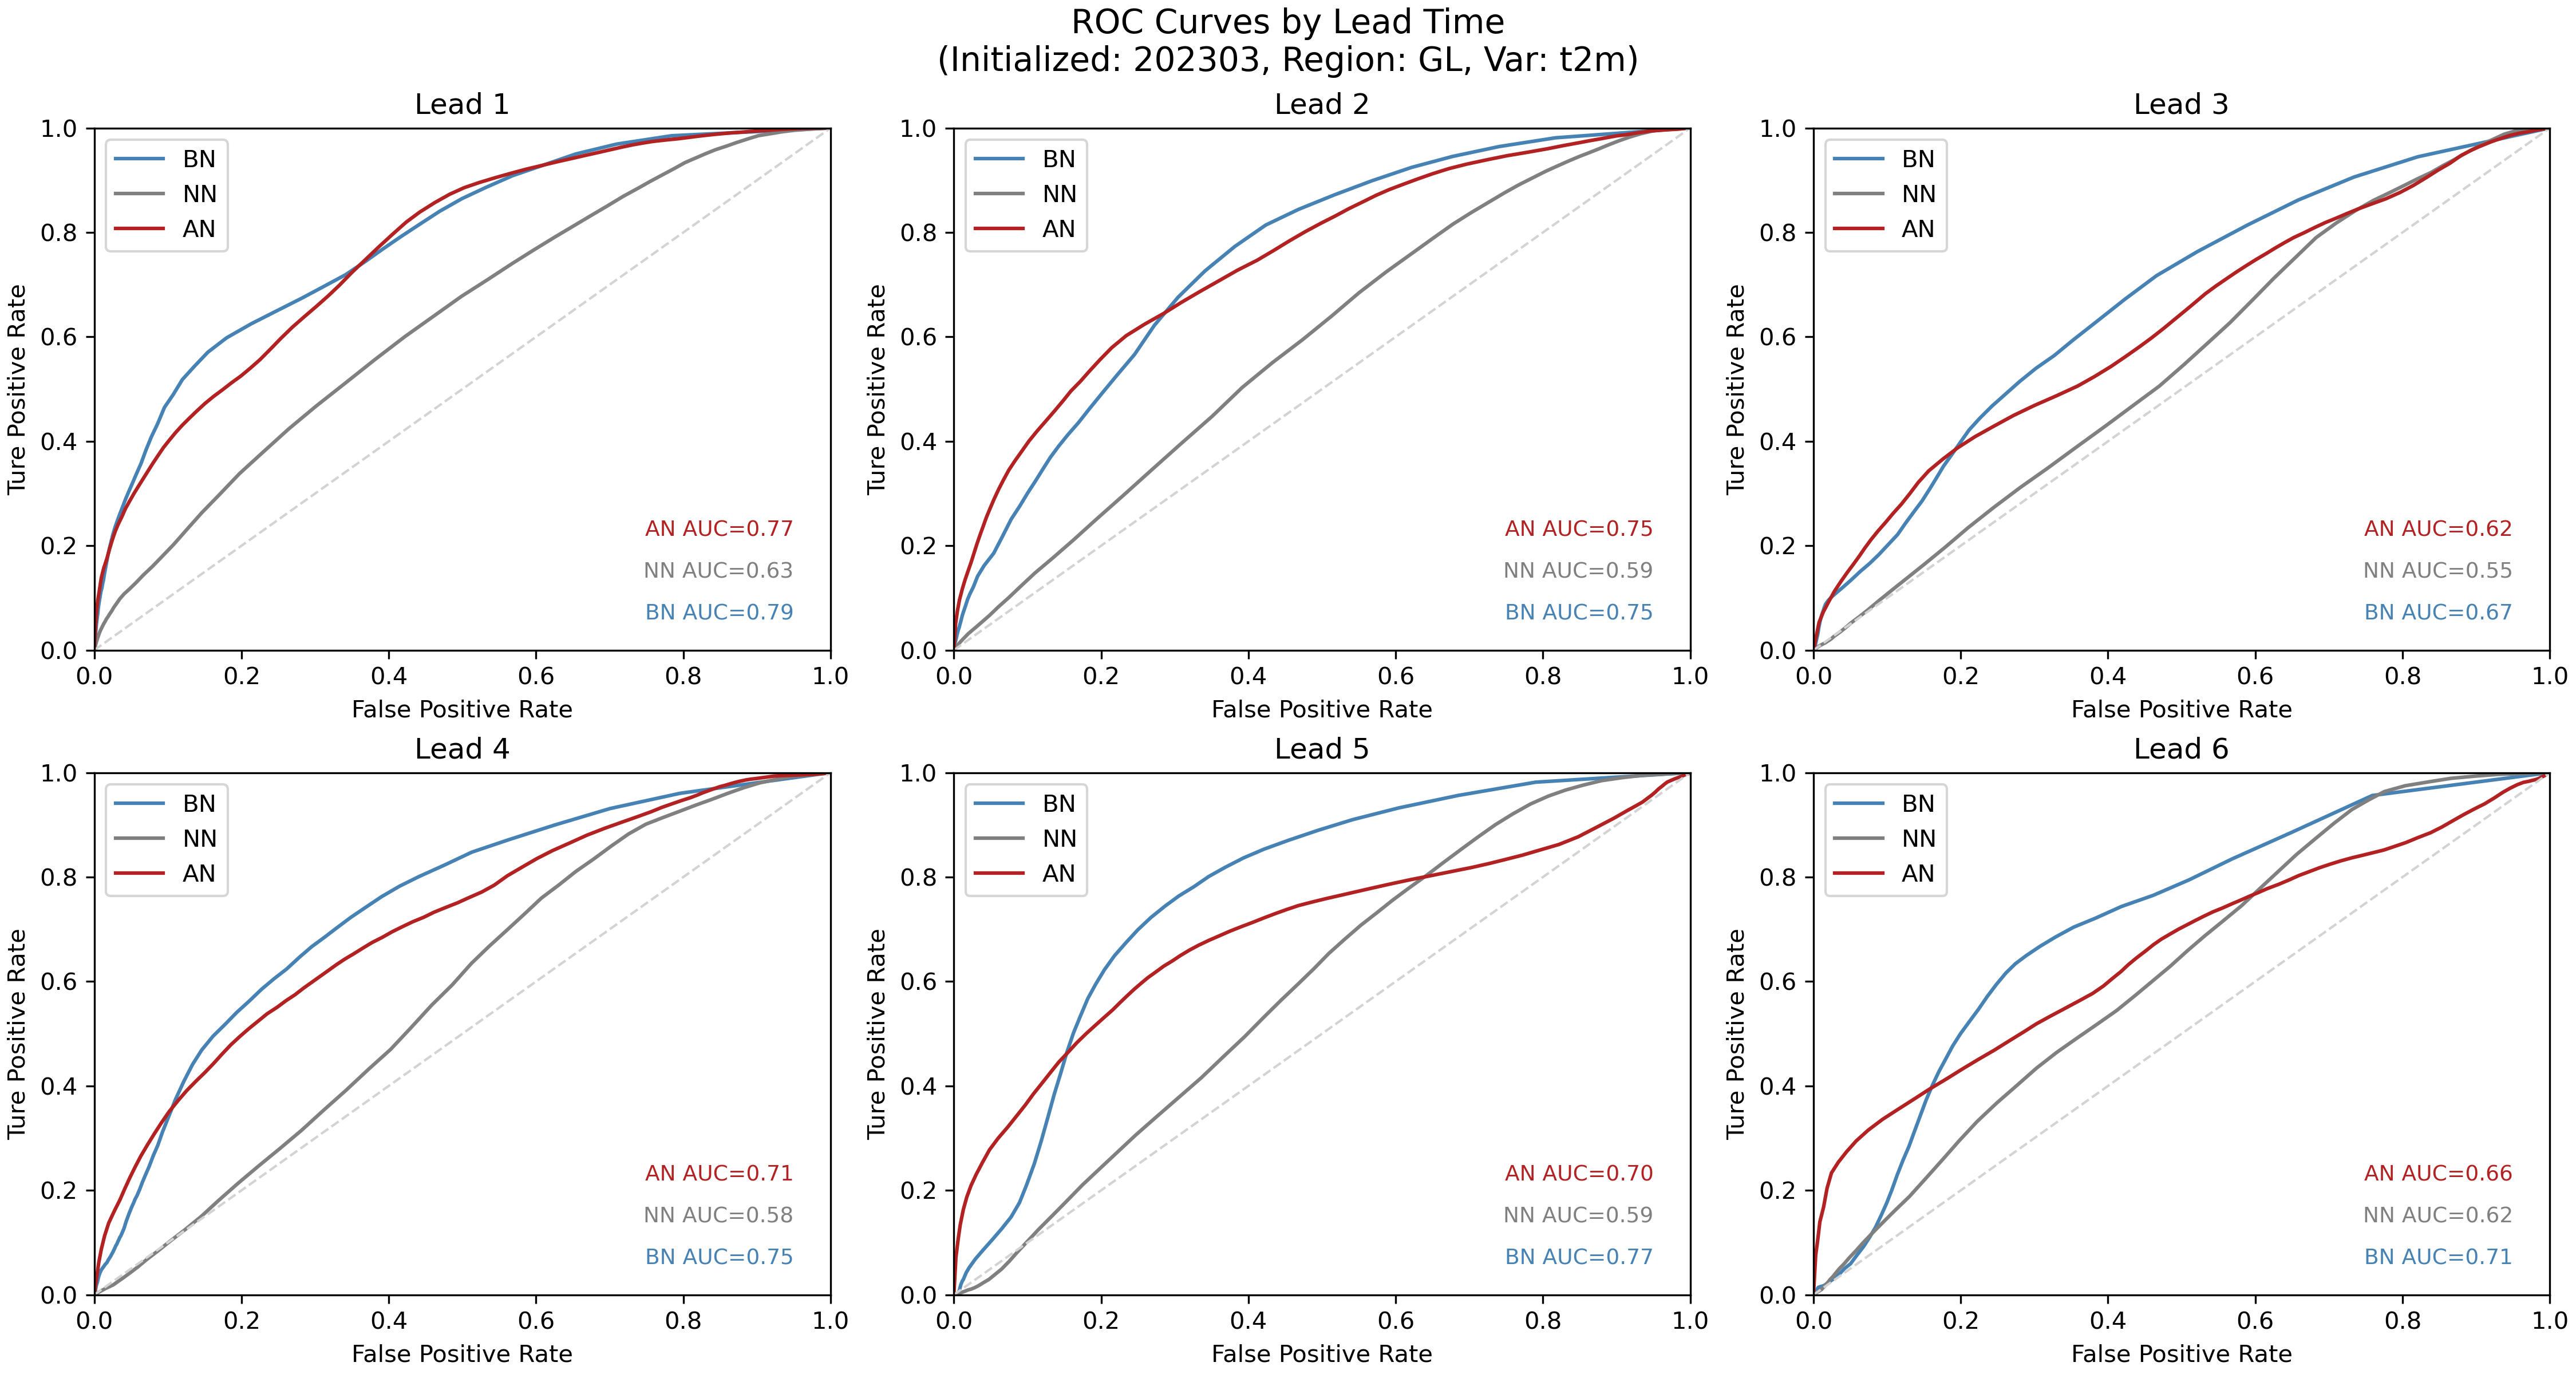 ROC Curves by Lead Time
(Initialized: 202303, Region: GL, Var: t2m)
Lead 1
1.0
0.8
0.6
0.4
0.2
0.0
Ture Positive Rate
BN
NN
AN
AN AUC=0.77
NN AUC=0.63
BN AUC=0.79
0.0 0.2 0.4 0.6 0.8 1.0
False Positive Rate
Lead 2
1.0
0.8
0.6
0.4
0.2
0.0
Ture Positive Rate
BN
NN
AN
AN AUC=0.75
NN AUC=0.59
BN AUC=0.75
0.0 0.2 0.4 0.6 0.8 1.0
False Positive Rate
Lead 3
1.0
0.8
0.6
0.4
0.2
0.0
Ture Positive Rate
BN
NN
AN
AN AUC=0.62
NN AUC=0.55
BN AUC=0.67
0.0 0.2 0.4 0.6 0.8 1.0
False Positive Rate
Lead 4
1.0
0.8
0.6
0.4
0.2
0.0
Ture Positive Rate
BN
NN
AN
AN AUC=0.71
NN AUC=0.58
BN AUC=0.75
0.0 0.2 0.4 0.6 0.8 1.0
False Positive Rate
Lead 5
1.0
0.8
0.6
0.4
0.2
0.0
Ture Positive Rate
BN
NN
AN
AN AUC=0.70
NN AUC=0.59
BN AUC=0.77
0.0 0.2 0.4 0.6 0.8 1.0
False Positive Rate
Lead 6
1.0
0.8
0.6
0.4
0.2
0.0
Ture Positive Rate
BN
NN
AN
AN AUC=0.66
NN AUC=0.62
BN AUC=0.71
0.0 0.2 0.4 0.6 0.8 1.0
False Positive Rate